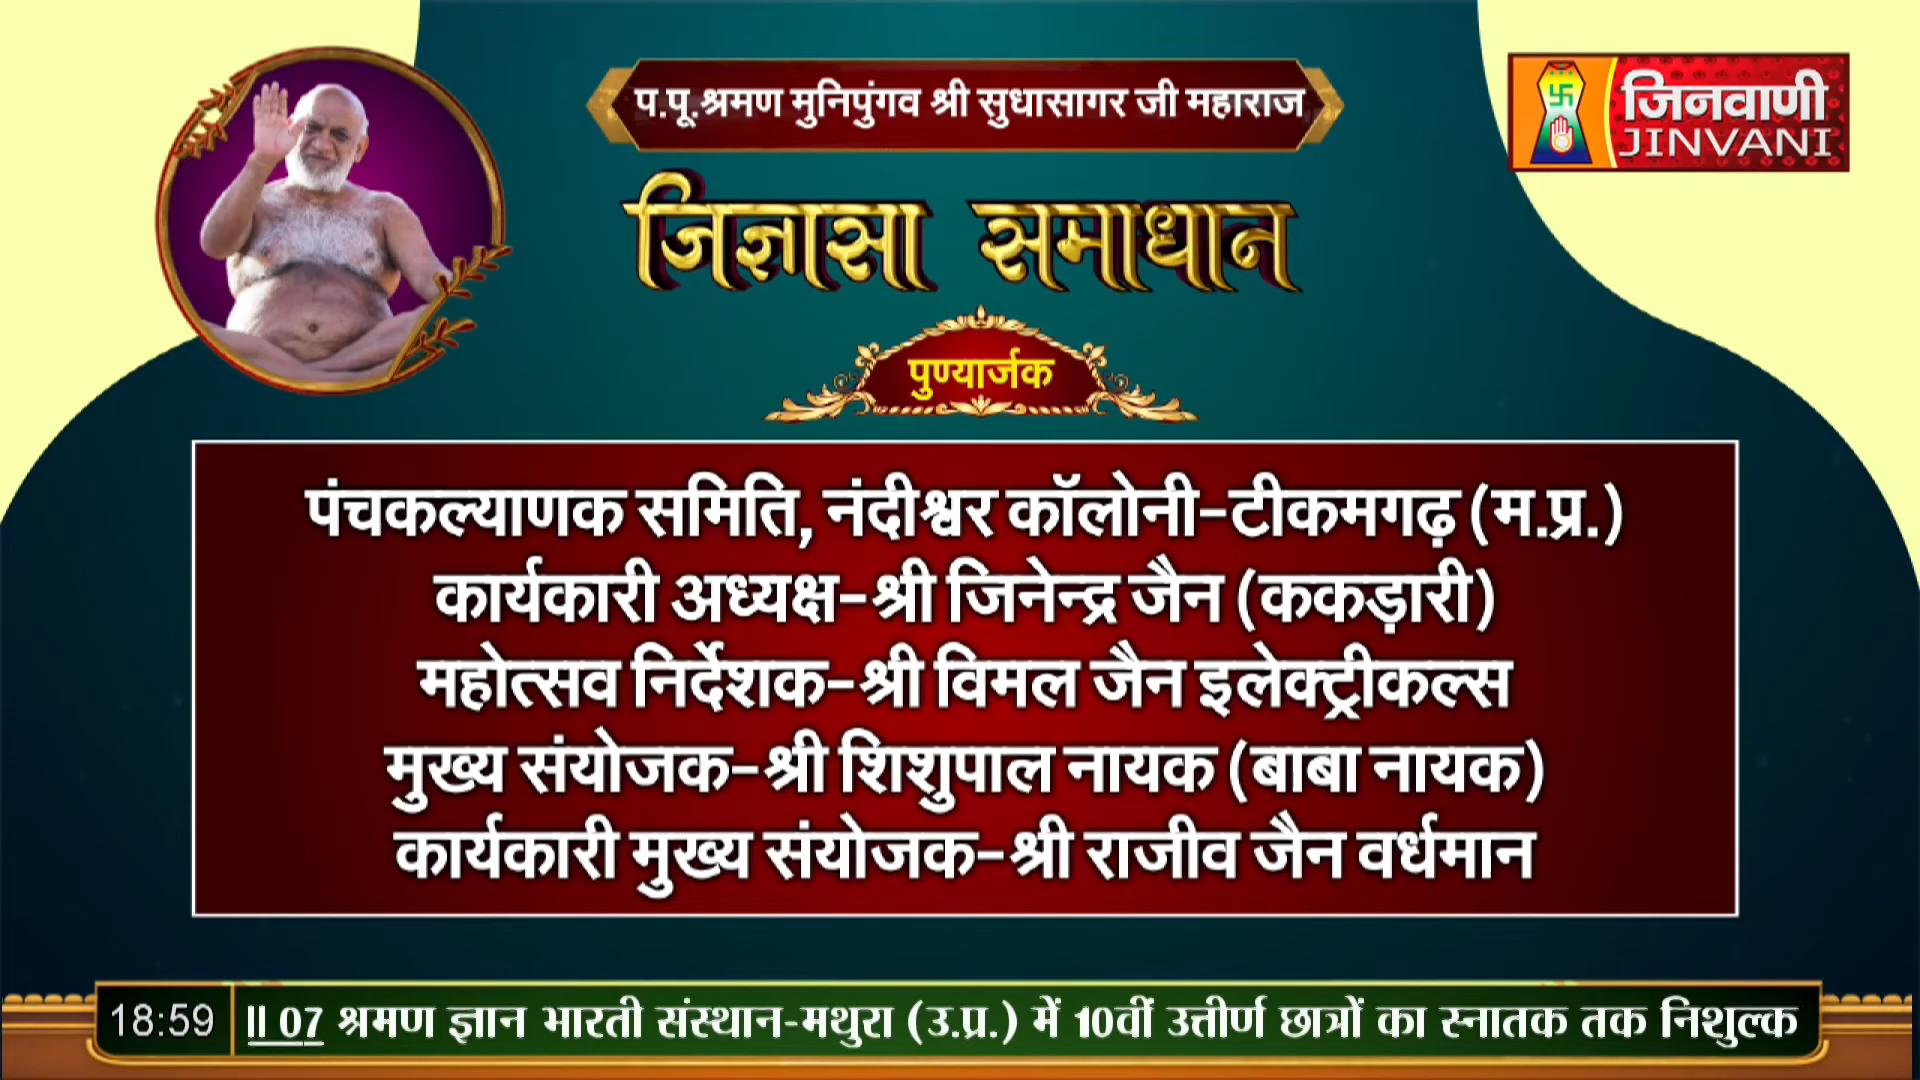 प.पू.श्रमण मुनिपुंगव श्री सुधासागर जी महाराज
जिनवाणी
JINVANI
जिज्ञासा समाधान
पुण्यार्जक
पंचकल्याणक समिति, नंदीश्वर कॉलोनी-टीकमगढ़ (म.प्र.)
कार्यकारी अध्यक्ष-श्री जिनेन्द्र जैन (ककड़ारी)
महोत्सव निर्देशक-श्री विमल जैन इलेक्ट्रीकल्स
मुख्य संयोजक-श्री शिशुपाल नायक (बाबा नायक)
कार्यकारी मुख्य संयोजक-श्री राजीव जैन वर्धमान
18:59 || 07 श्रमण ज्ञान भारती संस्थान-मथुरा (उ.प्र.) में 10वीं उत्तीर्ण छात्रों का स्नातक तक निशुल्क